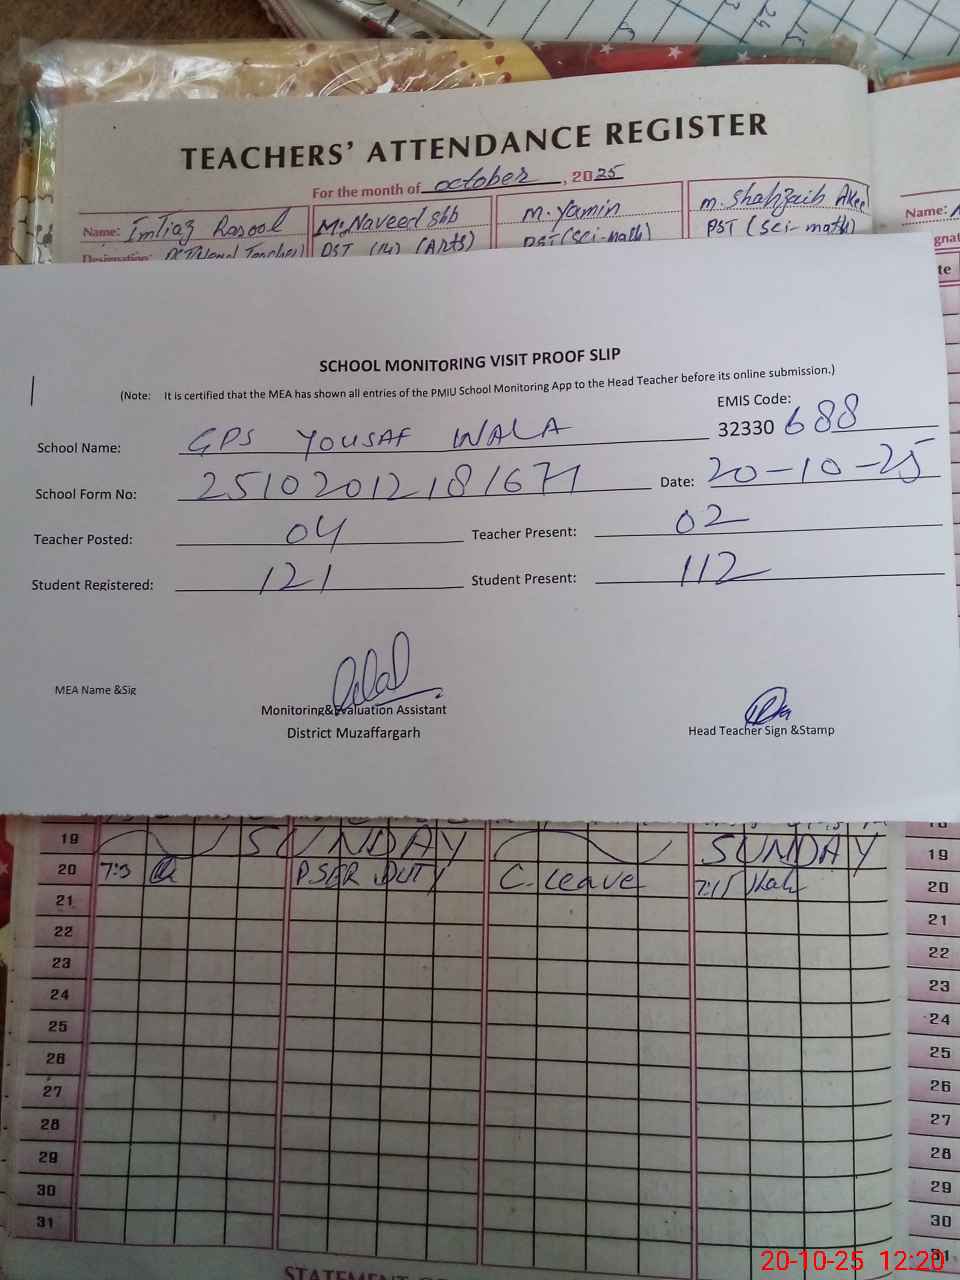 TEACHERS' ATTENDANCE REGISTER
For the month of October, 2025
Name: Imtiaz Rasool M. Naveed M. Yamin M. Shahzaib Name:
Designation: PST (14) (Arts) PST (Sci-math) PST (Sci-math)
SCHOOL MONITORING VISIT PROOF SLIP
(Note: It is certified that the MEA has shown all entries of the PMIU School Monitoring App to the Head Teacher before its online submission.)
EMIS Code:
School Name: GPS YOUSAF WALA 32330 688
School Form No: Date: 20-10-25
Teacher Posted: 04 Teacher Present: 02
Student Registered: 121 Student Present: 112
MEA Name &Sig
Monitoring&Evaluation Assistant
District Muzaffargarh
Head Teacher Sign &Stamp
19 SUNDAY SUNDAY 19
20 PSER DUTY C. Leave 7:15 20
21 21
22 22
23 23
24 24
25 25
26 26
27 27
28 28
29 29
30 30
31 31
20-10-25 12:20